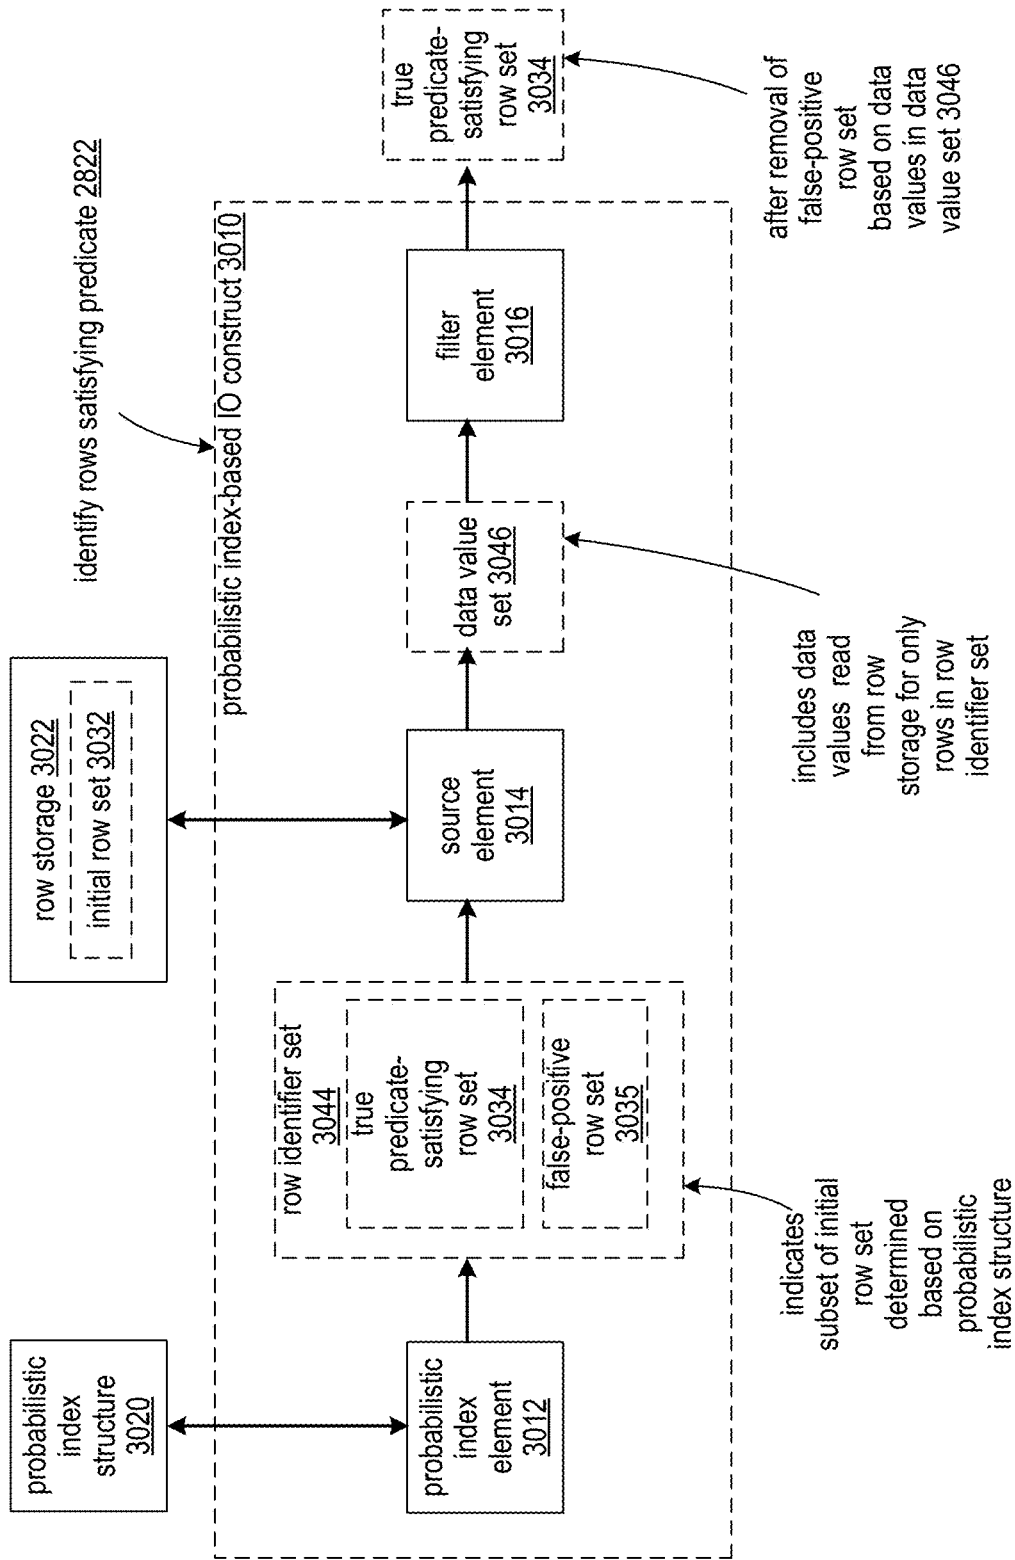 identify rows satisfying predicate 2822
probabilistic
index
structure
3020
row storage 3022
initial row set 3032
probabilistic index-based IO construct 3010
probabilistic
index
element
3012
row identifier set
3044
true
predicate-
satisfying
row set
3034
false-positive
row set
3035
source
element
3014
data value
set 3046
filter
element
3016
true
predicate-
satisfying
row set
3034
indicates
subset of initial
row set
determined
based on
probabilistic
index structure
includes data
values read
from row
storage for only
rows in row
identifier set
after removal of
false-positive
row set
based on data
values in data
value set 3046